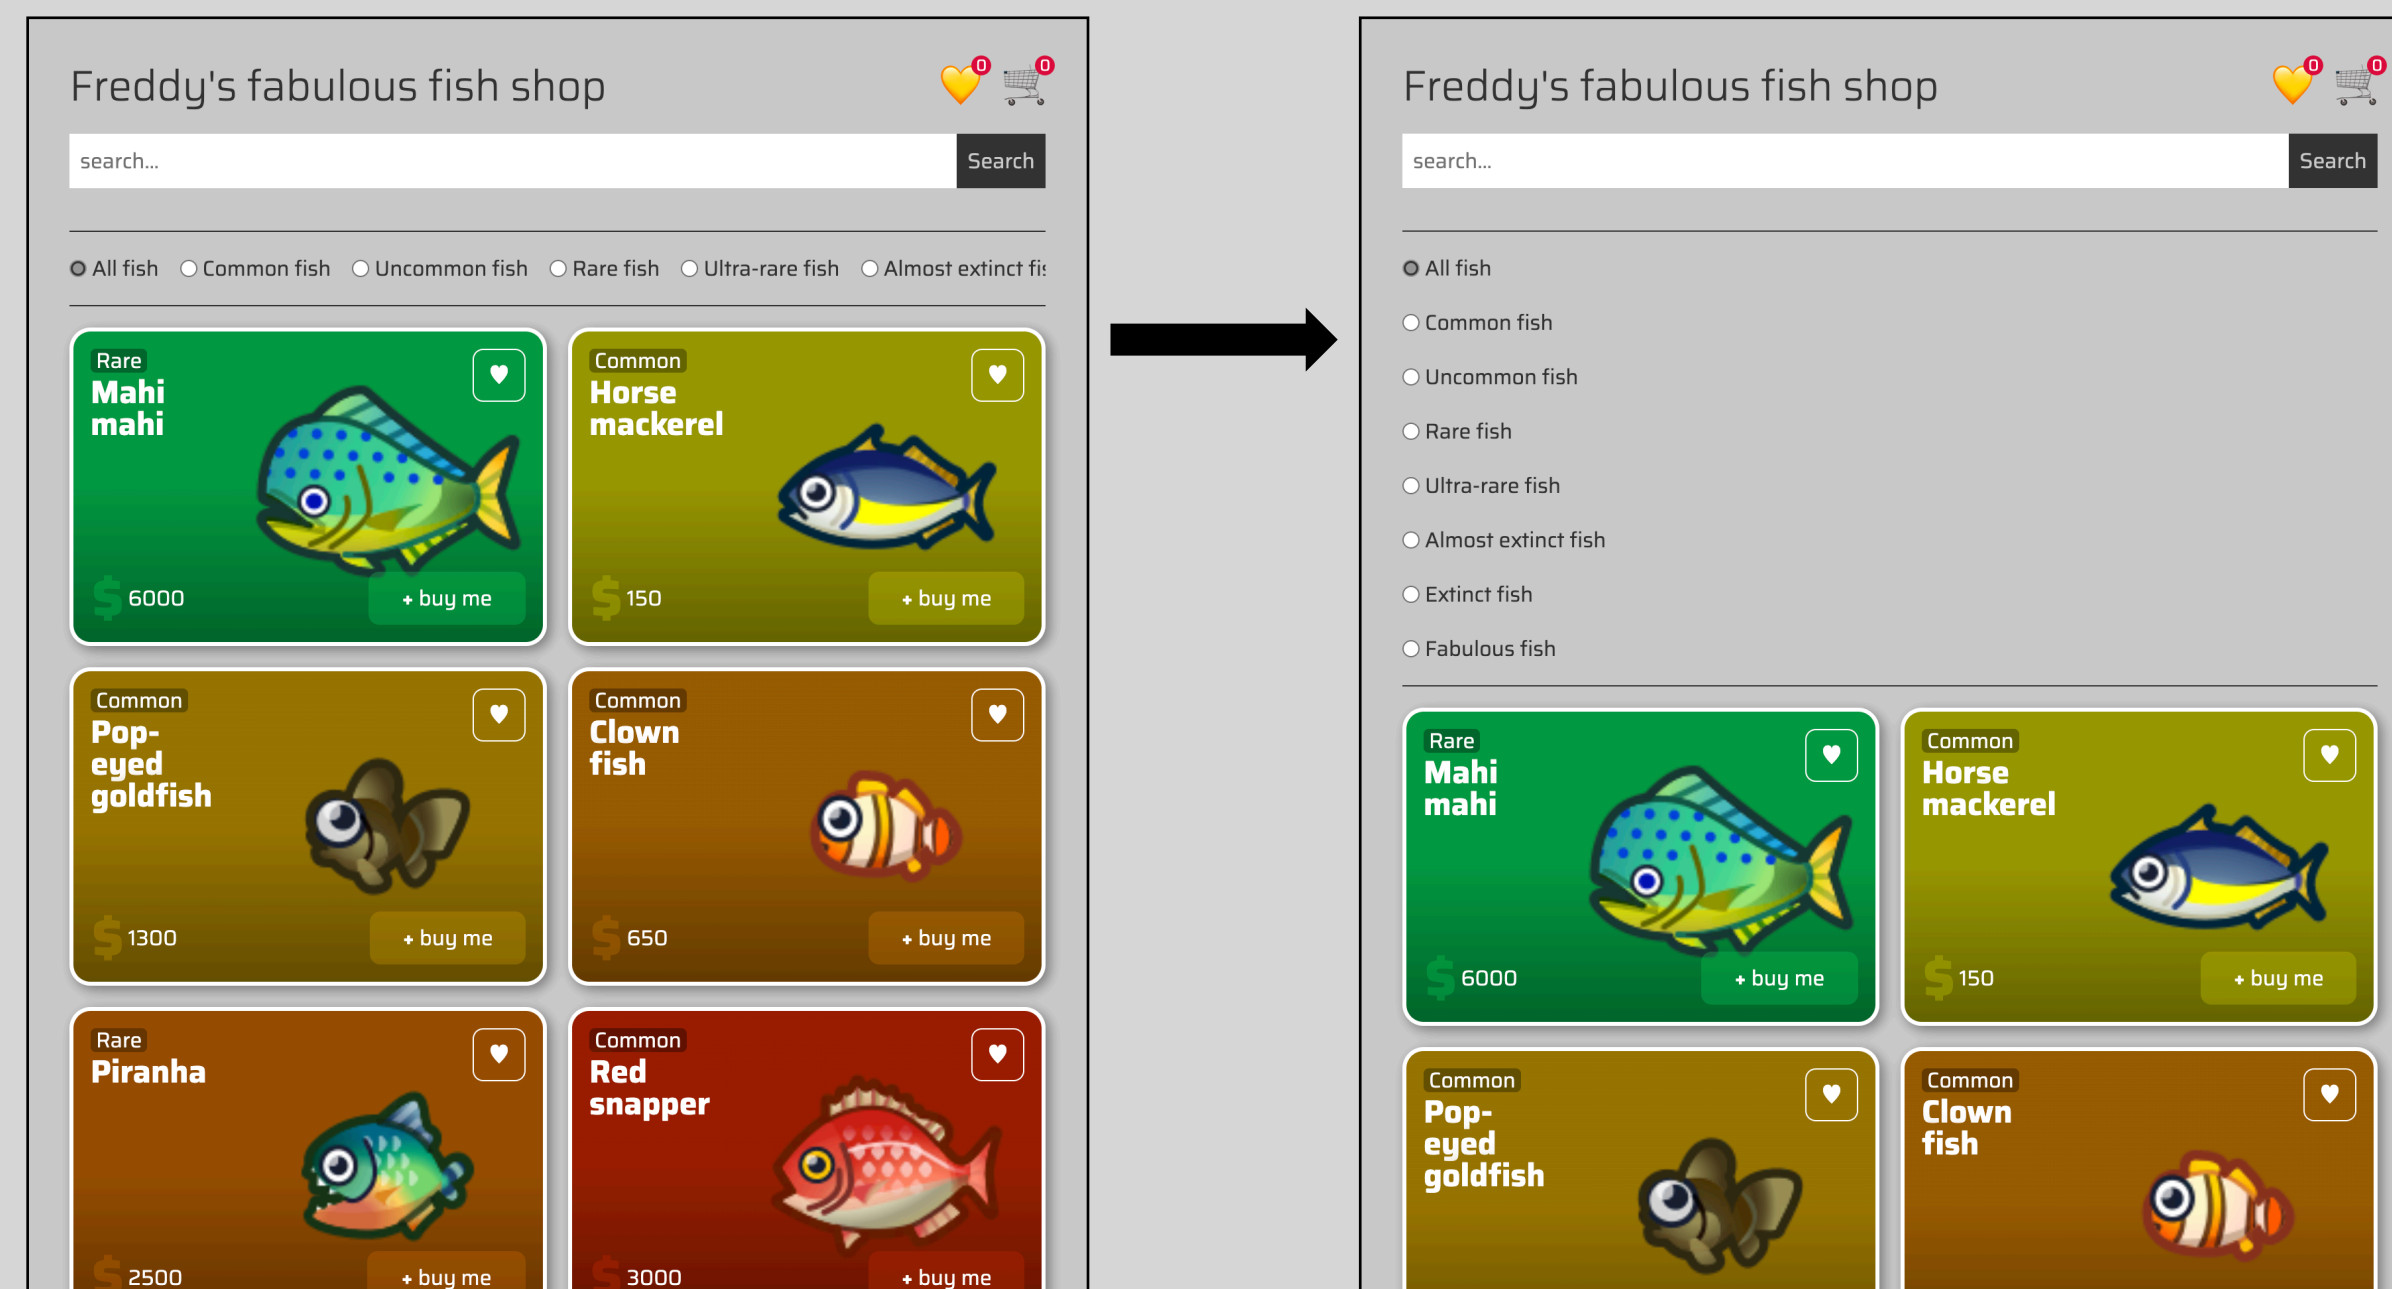 Freddy's fabulous fish shop
0
0
search...
Search
All fish
Common fish
Uncommon fish
Rare fish
Ultra-rare fish
Almost extinct fis
Rare
Mahi
mahi
$ 6000
+ buy me
Common
Horse
mackerel
$ 150
+ buy me
Common
Pop-
eyed
goldfish
$ 1300
+ buy me
Common
Clown
fish
$ 650
+ buy me
Rare
Piranha
$ 2500
+ buy me
Common
Red
snapper
$ 3000
+ buy me
Freddy's fabulous fish shop
0
0
search...
Search
All fish
Common fish
Uncommon fish
Rare fish
Ultra-rare fish
Almost extinct fish
Extinct fish
Fabulous fish
Rare
Mahi
mahi
$ 6000
+ buy me
Common
Horse
mackerel
$ 150
+ buy me
Common
Pop-
eyed
goldfish
Common
Clown
fish